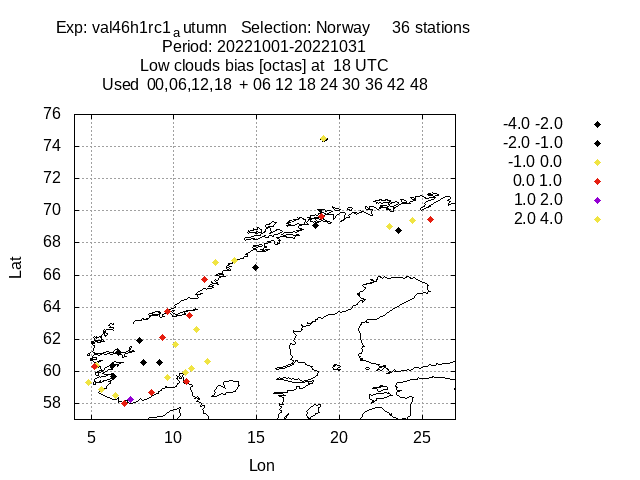 Exp: val46h1rc1autumn Selection: Norway 36 stations
Period: 20221001-20221031
Low clouds bias [octas] at 18 UTC
Used 00,06,12,18 + 06 12 18 24 30 36 42 48
76
74
72
70
68
66
64
62
60
58
Lat
5 10 15 20 25
Lon
-4.0 -2.0
-2.0 -1.0
-1.0 0.0
0.0 1.0
1.0 2.0
2.0 4.0